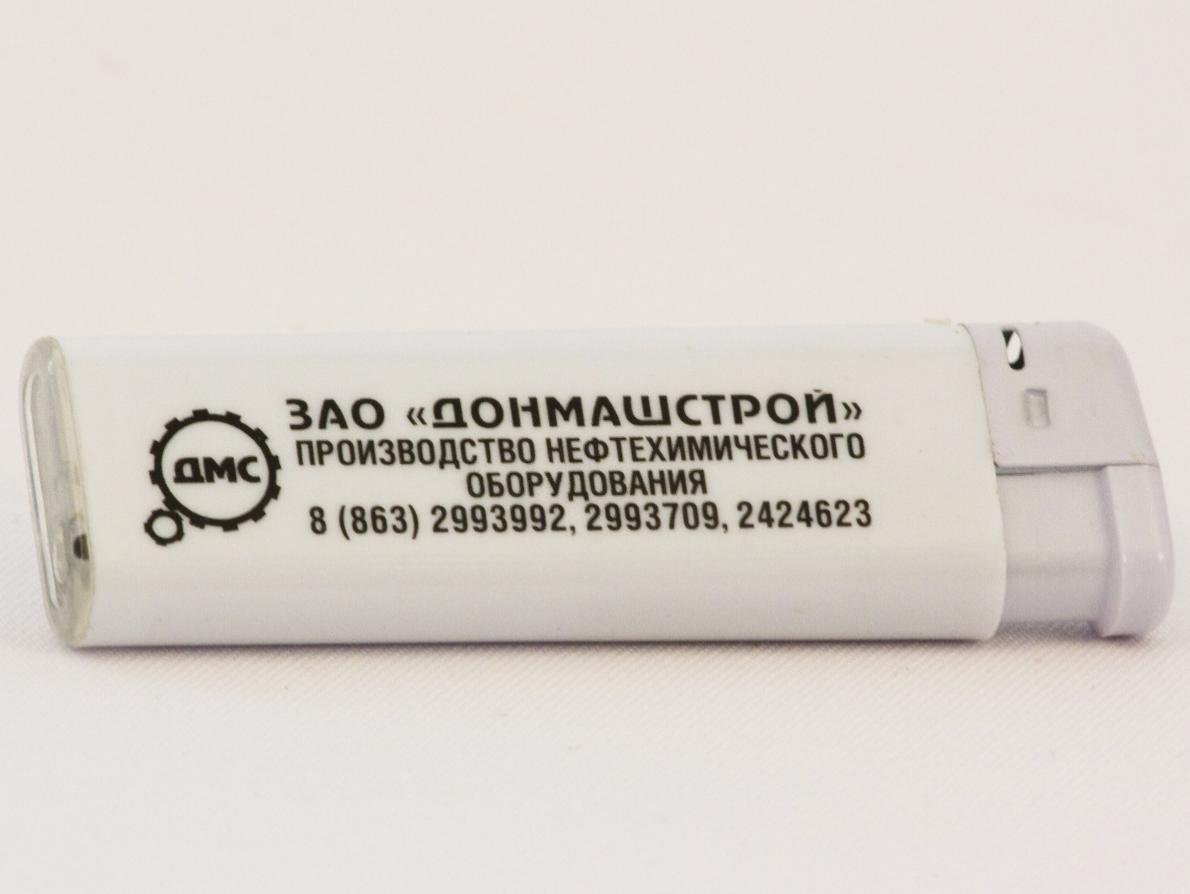 ДМС
ЗАО «ДОНМАШСТРОЙ»
ПРОИЗВОДСТВО НЕФТЕХИМИЧЕСКОГО
ОБОРУДОВАНИЯ
8 (863) 2993992, 2993709, 2424623